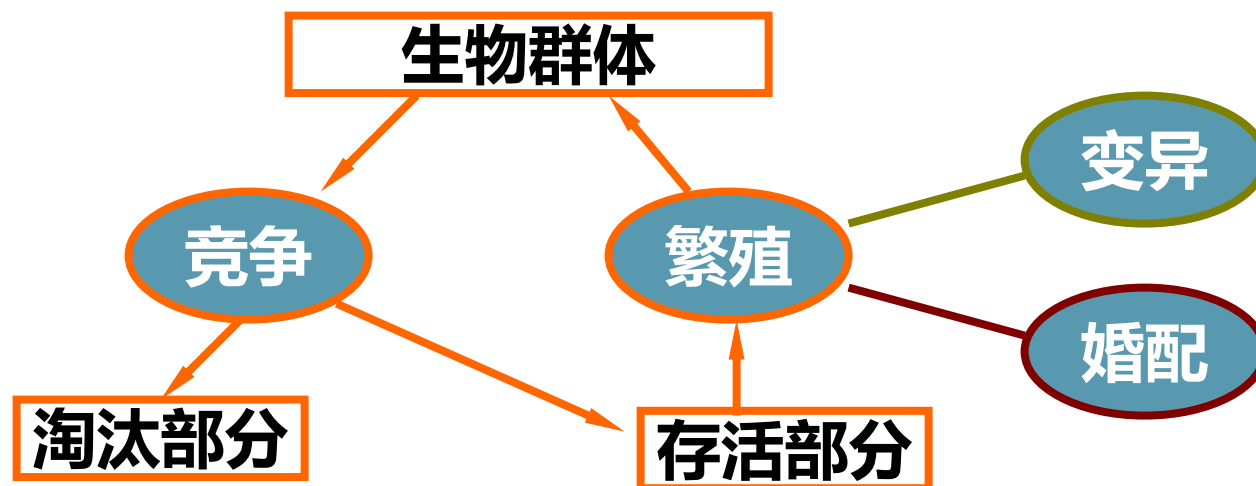 生物群体
变异
竞争
繁殖
婚配
淘汰部分
存活部分